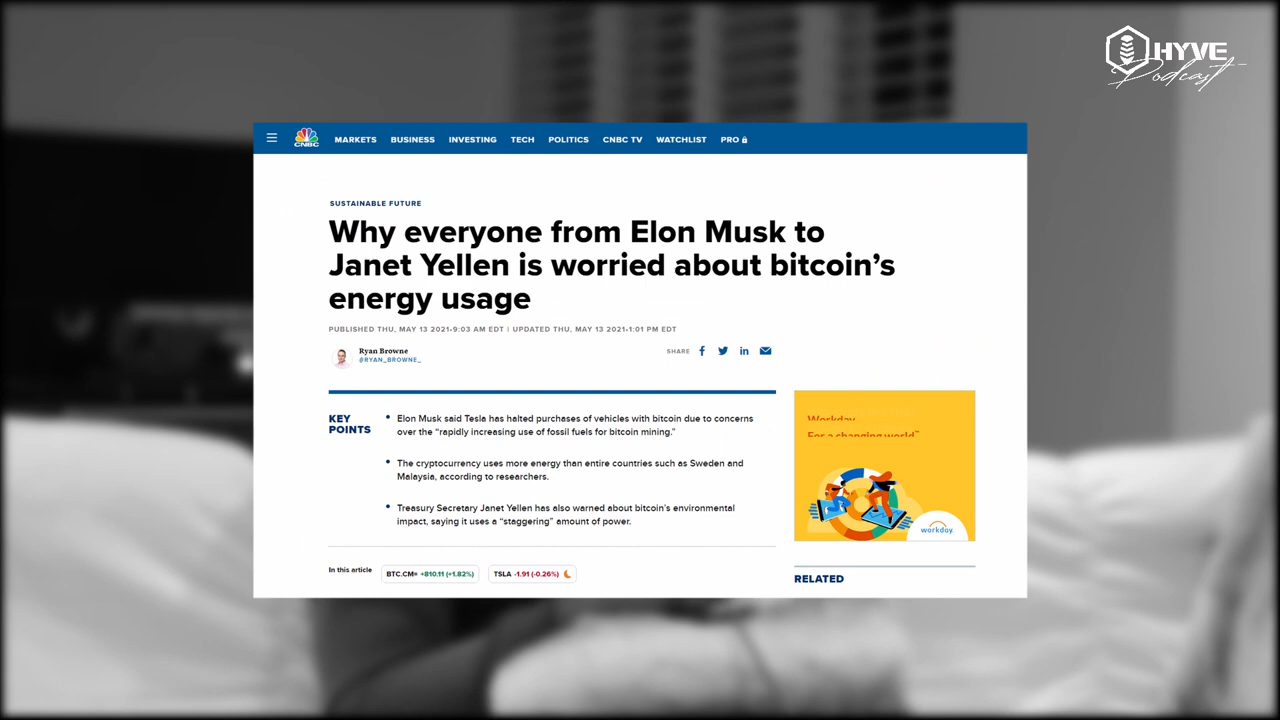 HYVE
Podcast
CNBC
MARKETS BUSINESS INVESTING TECH POLITICS CNBC TV WATCHLIST PRO
SUSTAINABLE FUTURE
Why everyone from Elon Musk to
Janet Yellen is worried about bitcoin’s
energy usage
PUBLISHED THU, MAY 13 2021•9:03 AM EDT | UPDATED THU, MAY 13 2021•1:01 PM EDT
Ryan Browne
@RYAN_BROWNE_
SHARE
KEY
POINTS
• Elon Musk said Tesla has halted purchases of vehicles with bitcoin due to concerns
over the “rapidly increasing use of fossil fuels for bitcoin mining.”
• The cryptocurrency uses more energy than entire countries such as Sweden and
Malaysia, according to researchers.
• Treasury Secretary Janet Yellen has also warned about bitcoin’s environmental
impact, saying it uses a “staggering” amount of power.
Workday.
For a changing world™
workday.
In this article
BTC.CM= +810.11 (+1.82%)
TSLA -1.91 (-0.26%)
RELATED